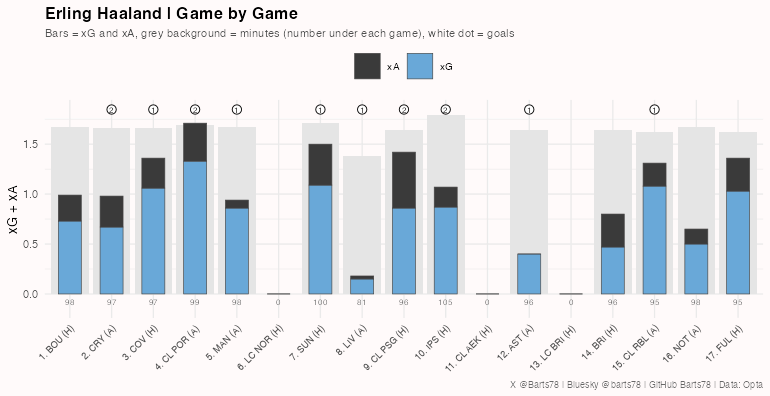 Erling Haaland | Game by Game
Bars = xG and xA, grey background = minutes (number under each game), white dot = goals
xA xG
2 1 2 1 1 1 2 2 1 1
xG + xA
1.5
1.0
0.5
0.0
98 97 97 99 98 0 100 81 96 105 0 96 0 96 95 98 95
1. BOU (H)
2. CRY (A)
3. COV (H)
4. CL POR (A)
5. MAN (A)
6. LC NOR (H)
7. SUN (H)
8. LIV (A)
9. CL PSG (H)
10. IPS (H)
11. CL AEK (H)
12. AST (A)
13. LC BRI (H)
14. BRI (H)
15. CL RBL (A)
16. NOT (A)
17. FUL (H)
X @Barts78 | Bluesky @barts78 | GitHub Barts78 | Data: Opta